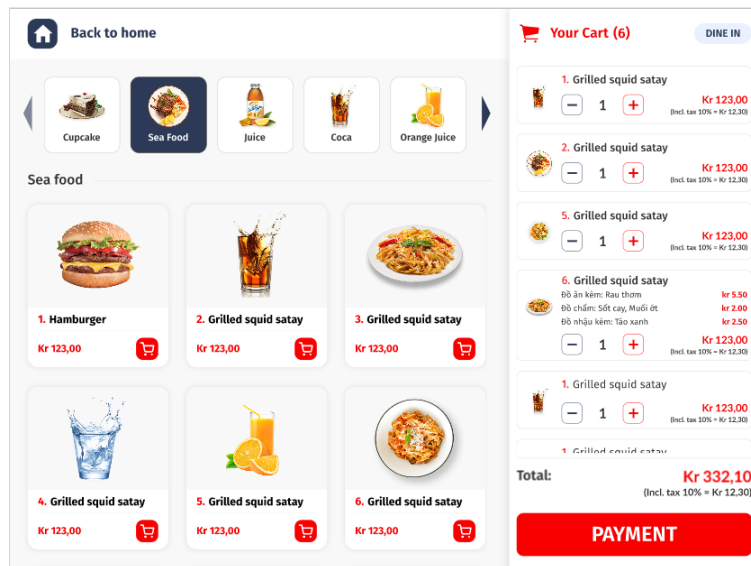 Back to home
Cupcake
Sea Food
Juice
Coca
Orange Juice
Sea food
1. Hamburger
Kr 123,00
2. Grilled squid satay
Kr 123,00
3. Grilled squid satay
Kr 123,00
4. Grilled squid satay
Kr 123,00
5. Grilled squid satay
Kr 123,00
6. Grilled squid satay
Kr 123,00
Your Cart (6)
DINE IN
1. Grilled squid satay
1
Kr 123,00
(Incl. tax 10% = Kr 12,30)
2. Grilled squid satay
1
Kr 123,00
(Incl. tax 10% = Kr 12,30)
5. Grilled squid satay
1
Kr 123,00
(Incl. tax 10% = Kr 12,30)
6. Grilled squid satay
Đồ ăn kèm: Rau thơm kr 5.50
Đồ chấm: Sốt cay, Muối ớt kr 2.00
Đồ nhậu kèm: Táo xanh kr 2.50
1
Kr 123,00
(Incl. tax 10% = Kr 12,30)
1. Grilled squid satay
1
Kr 123,00
(Incl. tax 10% = Kr 12,30)
1. Grilled squid satay
Total: Kr 332,10
(Incl. tax 10% = Kr 12,30)
PAYMENT